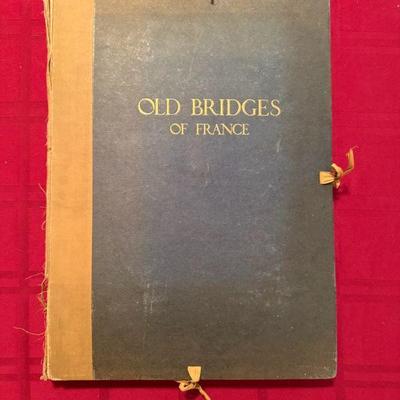 OLD BRIDGES
OF FRANCE